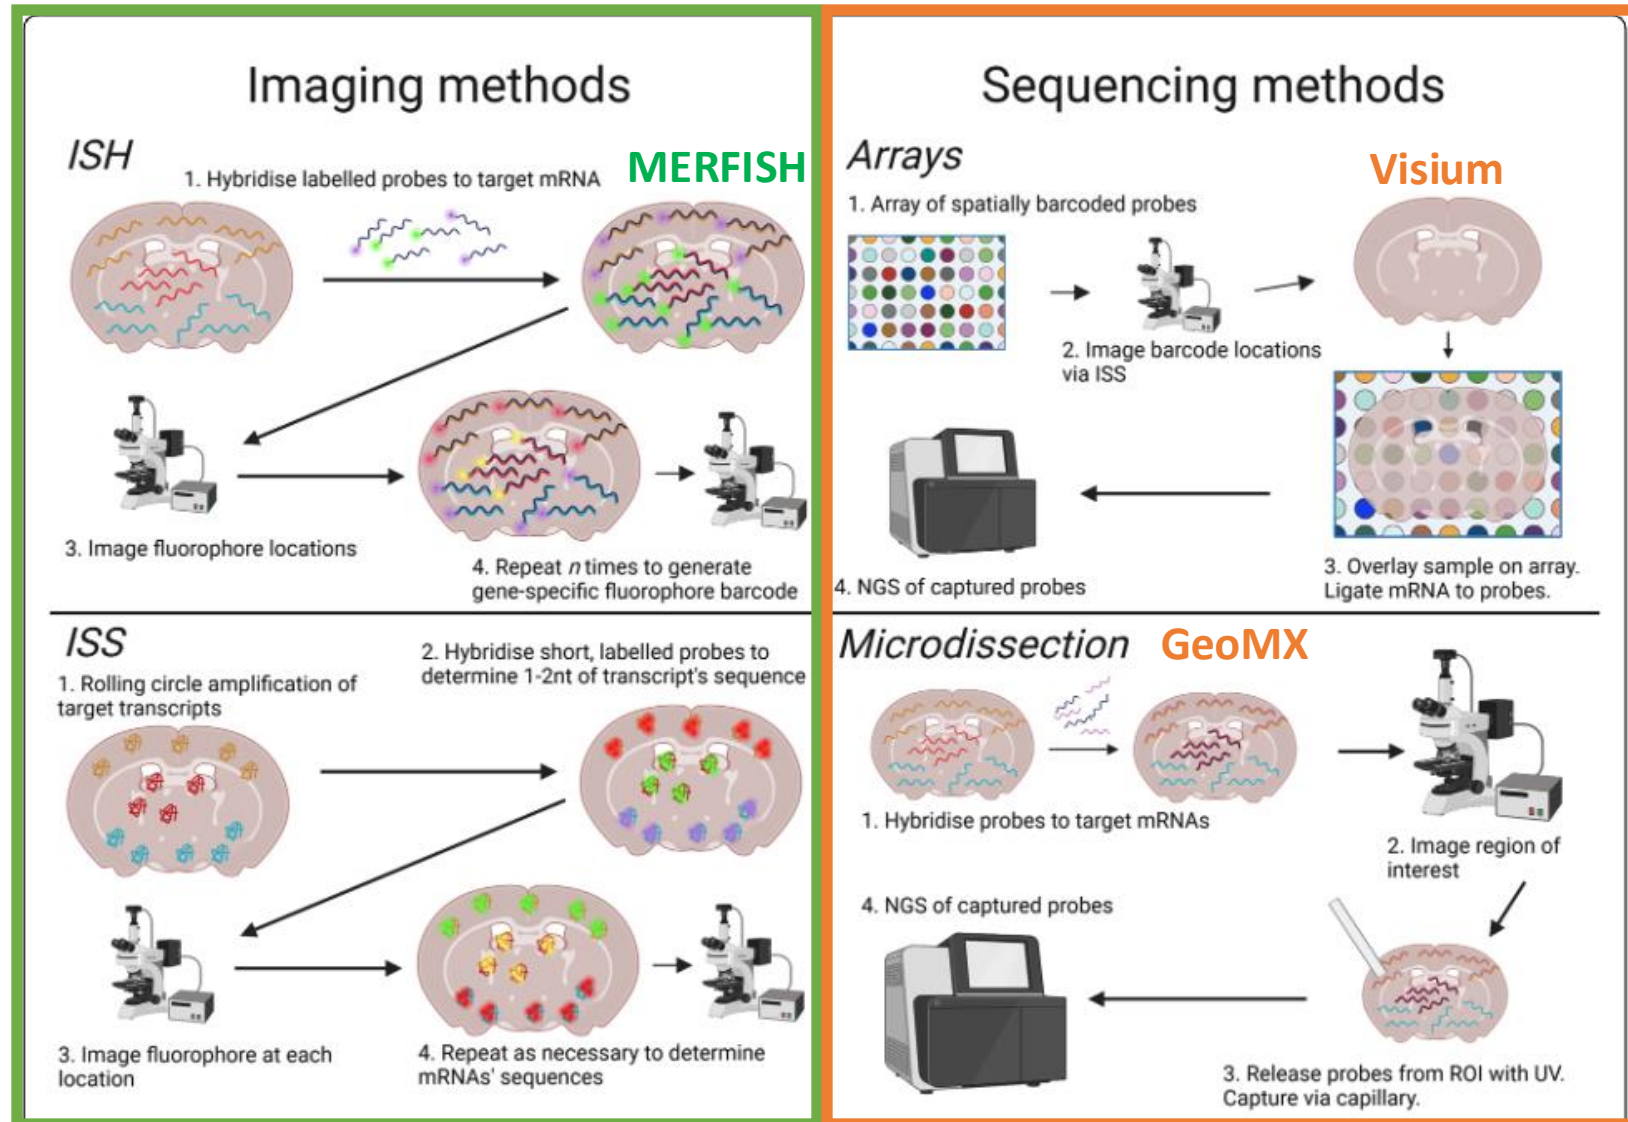 Imaging methods
ISH
MERFISH
1. Hybridise labelled probes to target mRNA
3. Image fluorophore locations
4. Repeat n times to generate
gene-specific fluorophore barcode
ISS
1. Rolling circle amplification of
target transcripts
2. Hybridise short, labelled probes to
determine 1-2nt of transcript's sequence
3. Image fluorophore at each
location
4. Repeat as necessary to determine
mRNAs' sequences
Sequencing methods
Arrays
Visium
1. Array of spatially barcoded probes
2. Image barcode locations
via ISS
3. Overlay sample on array.
Ligate mRNA to probes.
4. NGS of captured probes
Microdissection
GeoMX
1. Hybridise probes to target mRNAs
2. Image region of
interest
3. Release probes from ROI with UV.
Capture via capillary.
4. NGS of captured probes